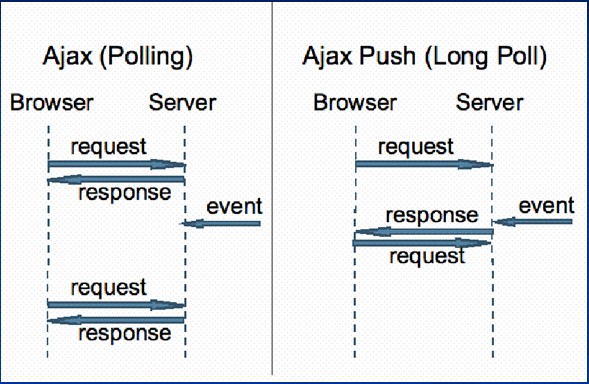 Ajax (Polling)
Browser Server
request
response
event
request
response
Ajax Push (Long Poll)
Browser Server
request
event
response
request